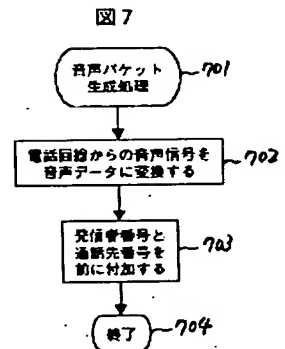 図7
音声パケット
生成処理
701
電話回線からの音声信号を
音声データに変換する
702
発信者番号と
通話先番号を
前に付加する
703
終了
704